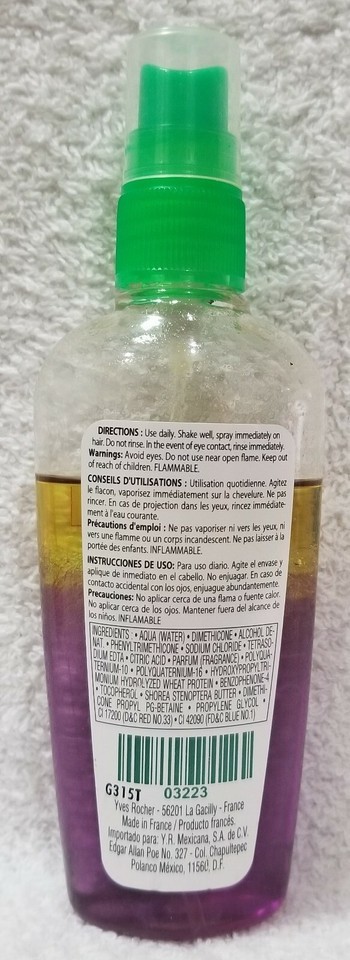 DIRECTIONS : Use daily. Shake well, spray immediately on
hair. Do not rinse. In the event of eye contact, rinse immediately.
Warnings: Avoid eyes. Do not use near open flame. Keep out
of reach of children. FLAMMABLE.
CONSEILS D'UTILISATIONS : Utilisation quotidienne. Agitez
le flacon, vaporisez immédiatement sur la chevelure. Ne pas
rincer. En cas de projection dans les yeux, rincez immédiate-
ment à l'eau courante.
Précautions d'emploi : Ne pas vaporiser ni vers les yeux, ni
vers une flamme ou un corps incandescent. Ne pas laisser à la
portée des enfants. INFLAMMABLE.
INSTRUCCIONES DE USO: Para uso diario. Agite el envase y
aplique de inmediato en el cabello. No enjuagar. En caso de
contacto accidental con los ojos, enjuague abundantemente.
Precauciones: No aplicar cerca de una flama o fuente calor.
No aplicar cerca de los ojos. Mantener fuera del alcance de
los niños. INFLAMABLE
INGREDIENTS : • AQUA (WATER) • DIMETHICONE • ALCOHOL DE-
NAT. • PHENYLTRIMETHICONE • SODIUM CHLORIDE • TETRASO-
DIUM EDTA • CITRIC ACID • PARFUM (FRAGRANCE) • POLYQUA-
TERNIUM-10 • POLYQUATERNIUM-16 • HYDROXYPROPYLTRI-
MONIUM HYDROLYZED WHEAT PROTEIN • BENZOPHENONE-4
• TOCOPHEROL • SHOREA STENOPTERA BUTTER • DIMETHI-
CONE PROPYL PG-BETAINE • PROPYLENE GLYCOL •
CI 17200 (D&C RED NO.33) • CI 42090 (FD&C BLUE NO.1)
G315T 03223
Yves Rocher - 56201 La Gacilly - France
Made in France / Producto francés.
Importado para: Y.R. Mexicana, S.A. de C.V.
Edgar Allan Poe No. 327 - Col. Chapultepec
Polanco México, 11560, D.F.